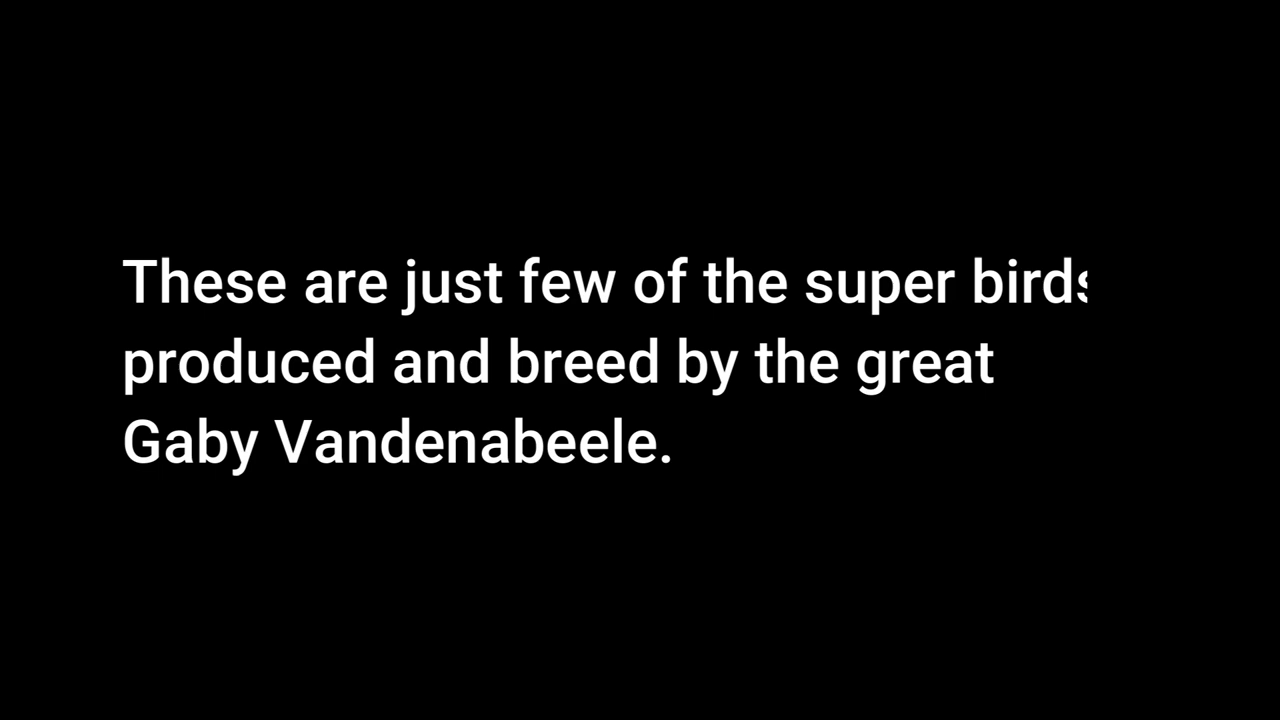 These are just few of the super birds
produced and breed by the great
Gaby Vandenabeele.